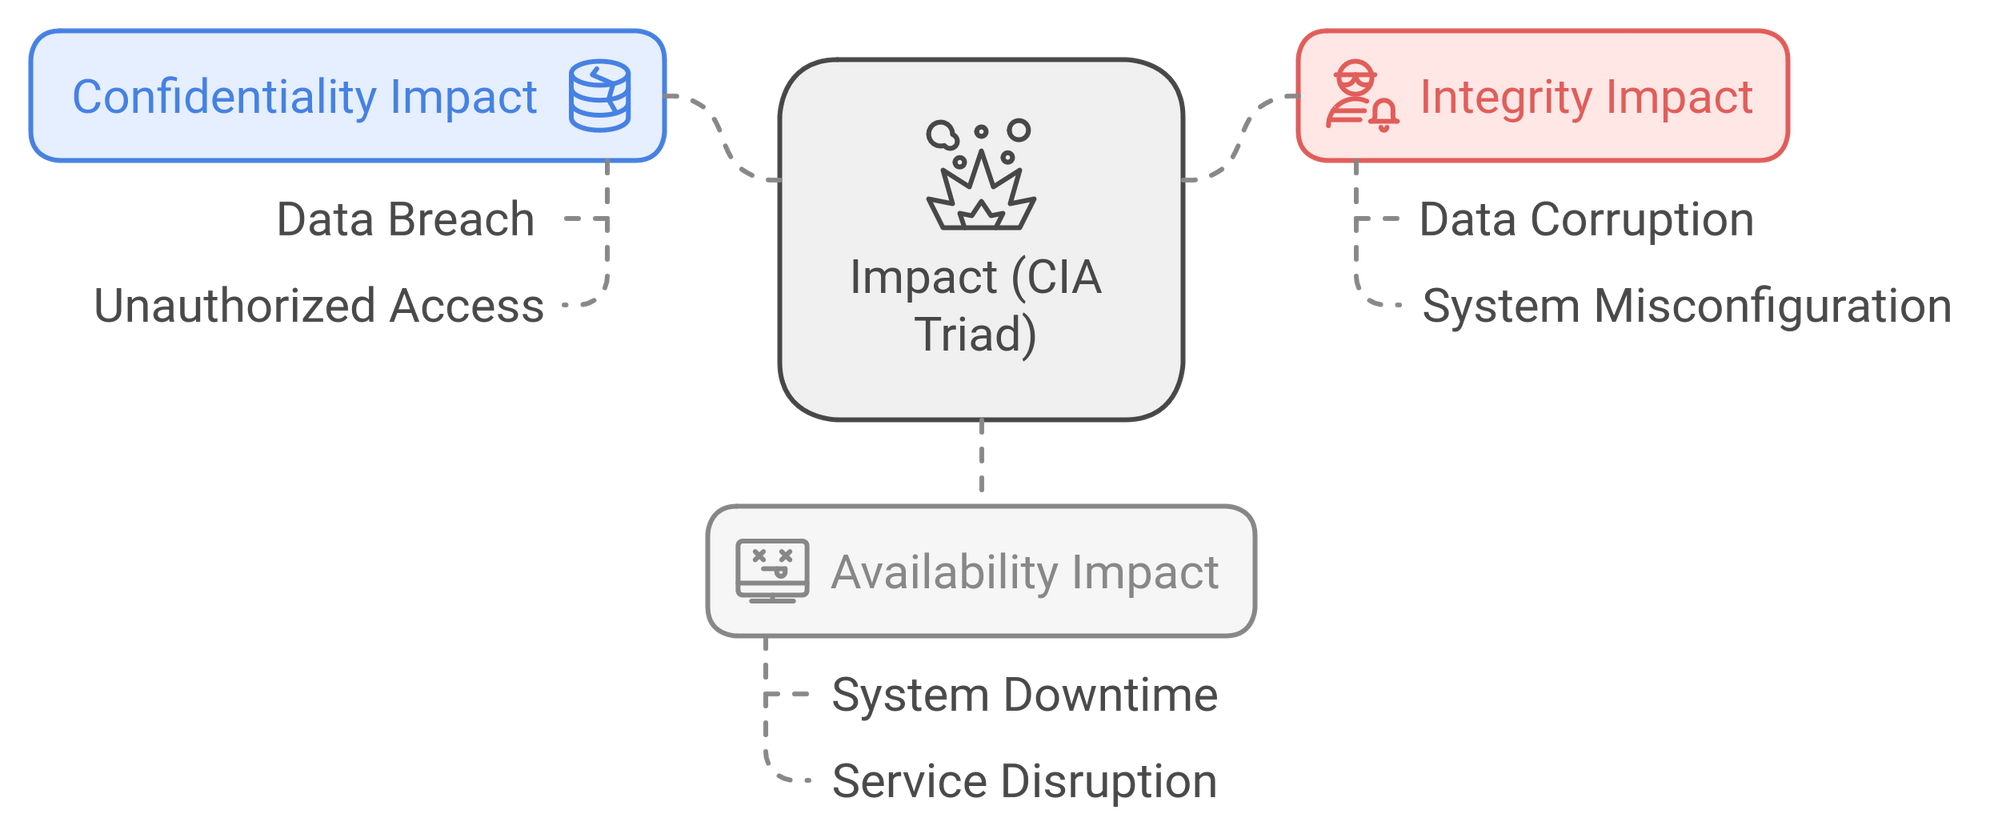 Confidentiality Impact
Data Breach
Unauthorized Access
Impact (CIA
Triad)
Integrity Impact
Data Corruption
System Misconfiguration
Availability Impact
System Downtime
Service Disruption